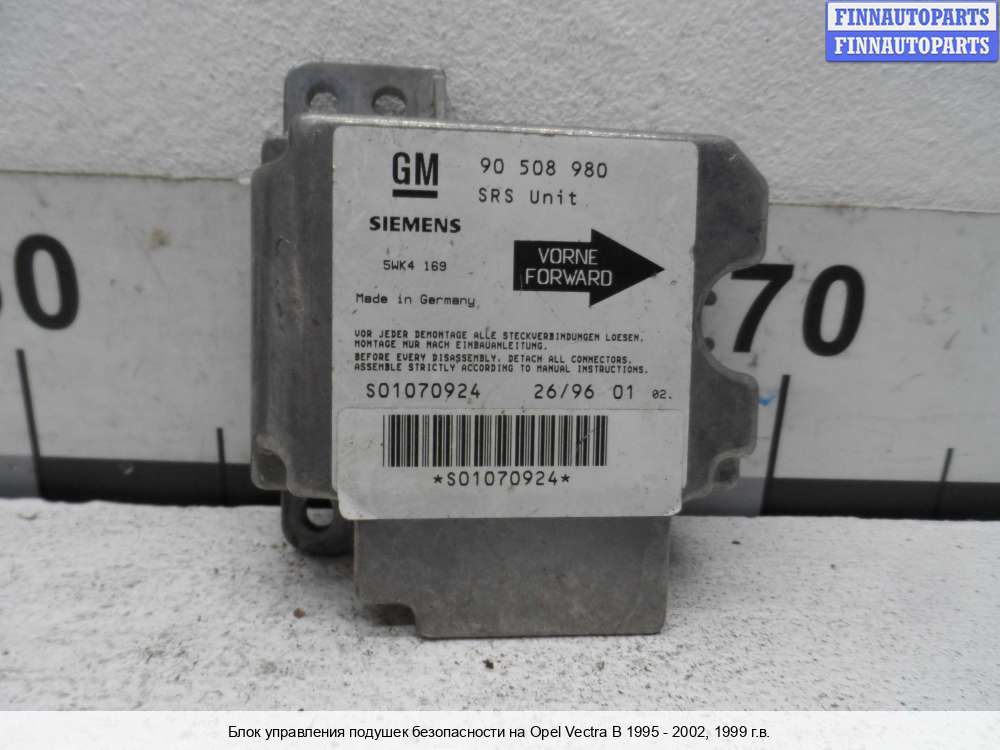 FINNAUTOPARTS
FINNAUTOPARTS
GM 90 508 980
SRS Unit
SIEMENS
VORNE
FORWARD
5WK4 169
Made in Germany
VOR JEDER DEMONTAGE ALLE STECKVERBINDUNGEN LOESEN.
MONTAGE NUR NACH EINBAUANLEITUNG.
BEFORE EVERY DISASSEMBLY, DETACH ALL CONNECTORS.
ASSEMBLE STRICTLY ACCORDING TO MANUAL INSTRUCTIONS.
S01070924 26/96 01 02.
*S01070924*
70
Блок управления подушек безопасности на Opel Vectra B 1995 - 2002, 1999 г.в.